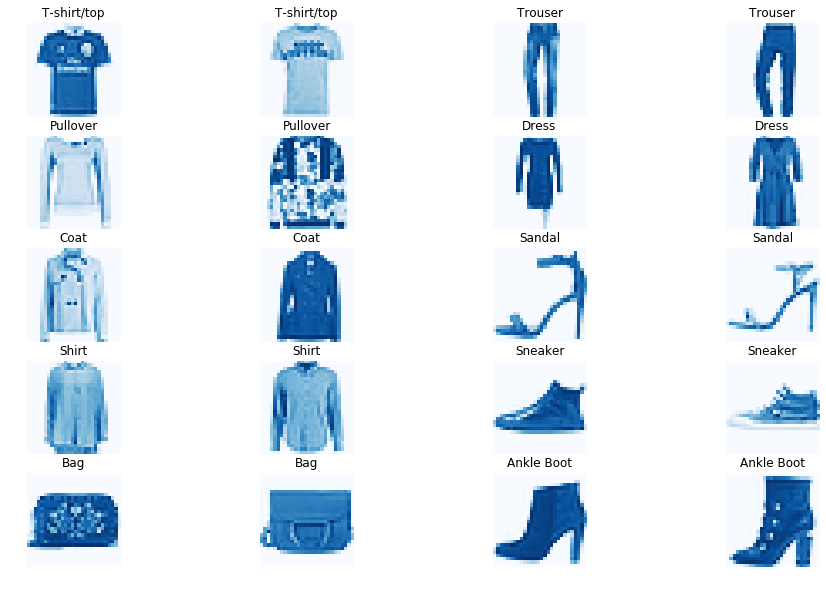 T-shirt/top T-shirt/top Trouser Trouser
Pullover Pullover Dress Dress
Coat Coat Sandal Sandal
Shirt Shirt Sneaker Sneaker
Bag Bag Ankle Boot Ankle Boot